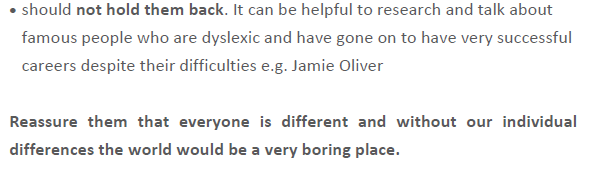 • should not hold them back. It can be helpful to research and talk about
famous people who are dyslexic and have gone on to have very successful
careers despite their difficulties e.g. Jamie Oliver
Reassure them that everyone is different and without our individual
differences the world would be a very boring place.